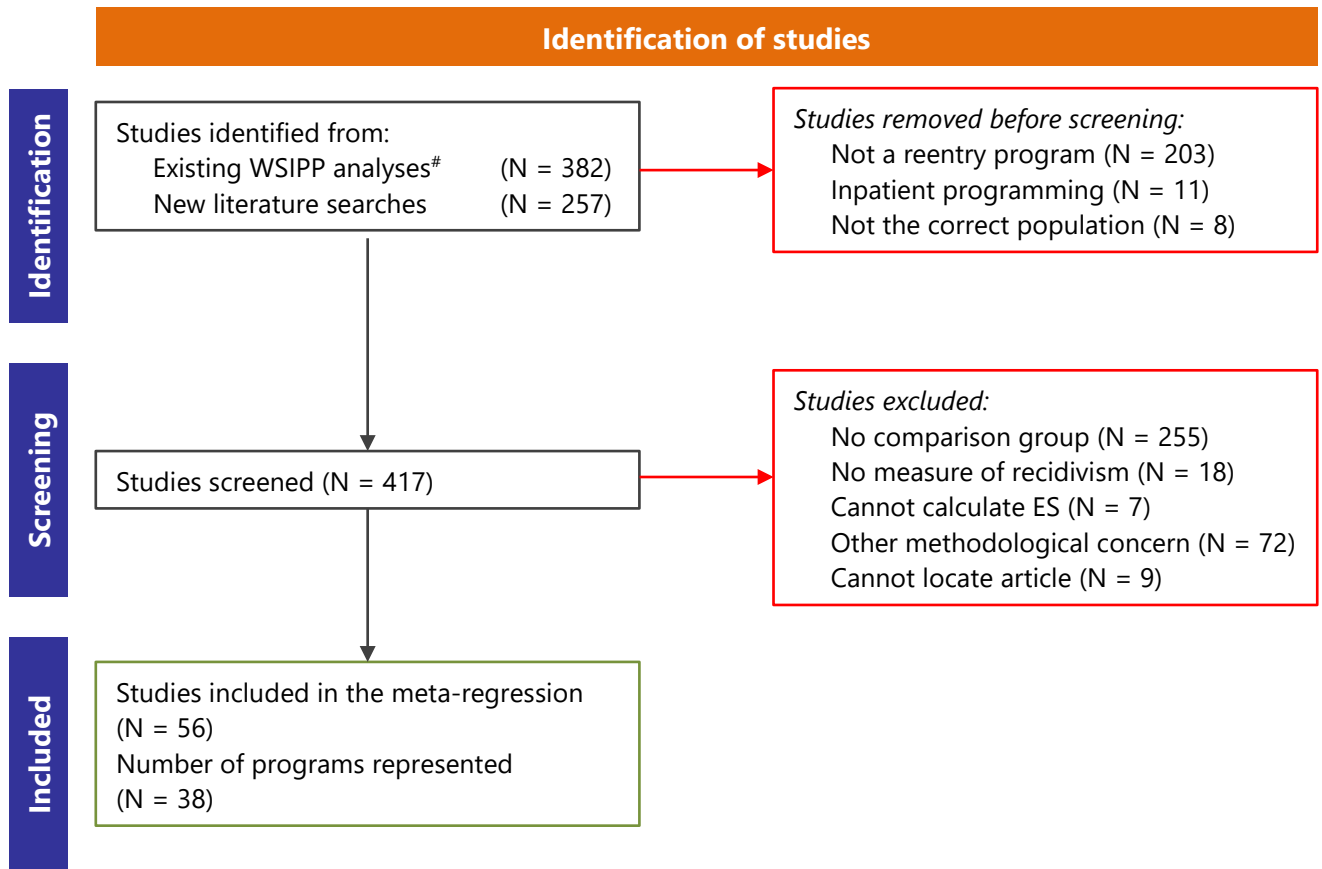 Identification of studies
Identification
Studies identified from:
Existing WSIPP analyses# (N = 382)
New literature searches (N = 257)
Studies removed before screening:
Not a reentry program (N = 203)
Inpatient programming (N = 11)
Not the correct population (N = 8)
Screening
Studies screened (N = 417)
Studies excluded:
No comparison group (N = 255)
No measure of recidivism (N = 18)
Cannot calculate ES (N = 7)
Other methodological concern (N = 72)
Cannot locate article (N = 9)
Included
Studies included in the meta-regression
(N = 56)
Number of programs represented
(N = 38)